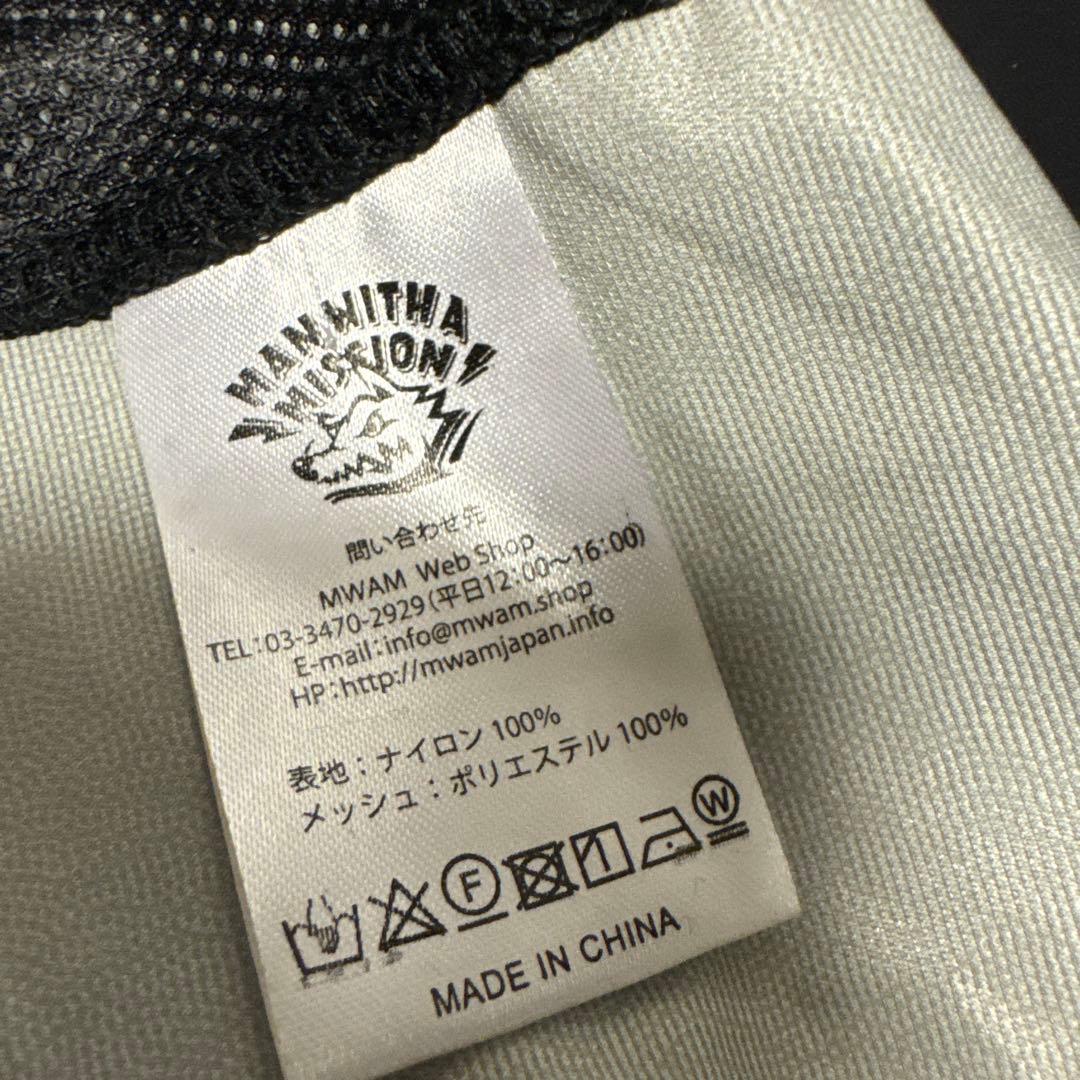 MAN WITH A
MISSION
問い合わせ先
MWAM Web Shop
TEL:03-3470-2929(平日12:00~16:00)
E-mail:info@mwam.shop
HP:http://mwamjapan.info
表地:ナイロン 100%
メッシュ:ポリエステル 100%
F W
MADE IN CHINA